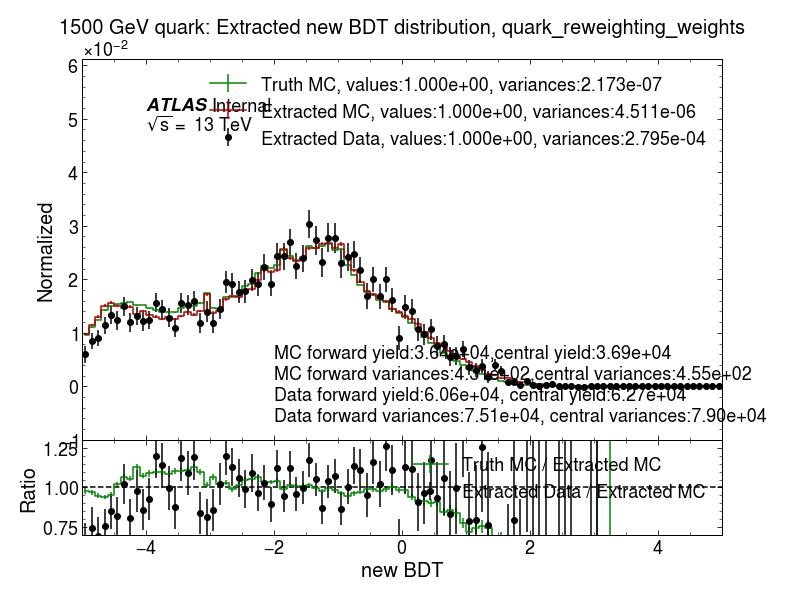 1500 GeV quark: Extracted new BDT distribution, quark_reweighting_weights
×10−2
Truth MC, values:1.000e+00, variances:2.173e-07
ATLAS Internal
Extracted MC, values:1.000e+00, variances:4.511e-06
√s = 13 TeV
Extracted Data, values:1.000e+00, variances:2.795e-04
6
5
4
3
2
1
0
Normalized
MC forward yield:3.64e+04,central yield:3.69e+04
MC forward variances:4.31e+02,central variances:4.55e+02
Data forward yield:6.06e+04, central yield:6.27e+04
Data forward variances:7.51e+04, central variances:7.90e+04
1.25
1.00
0.75
Ratio
Truth MC / Extracted MC
Extracted Data / Extracted MC
−4 −2 0 2 4
new BDT